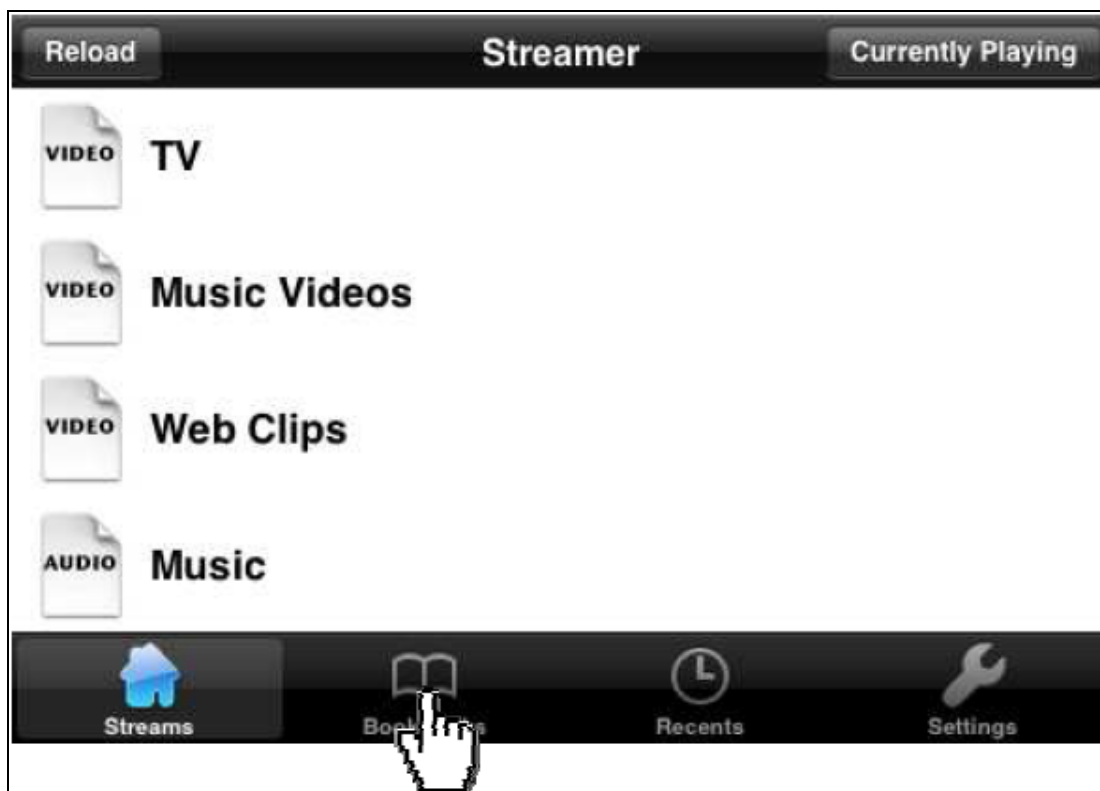 Reload
Streamer
Currently Playing
VIDEO
TV
VIDEO
Music Videos
VIDEO
Web Clips
AUDIO
Music
Streams
Recents
Settings